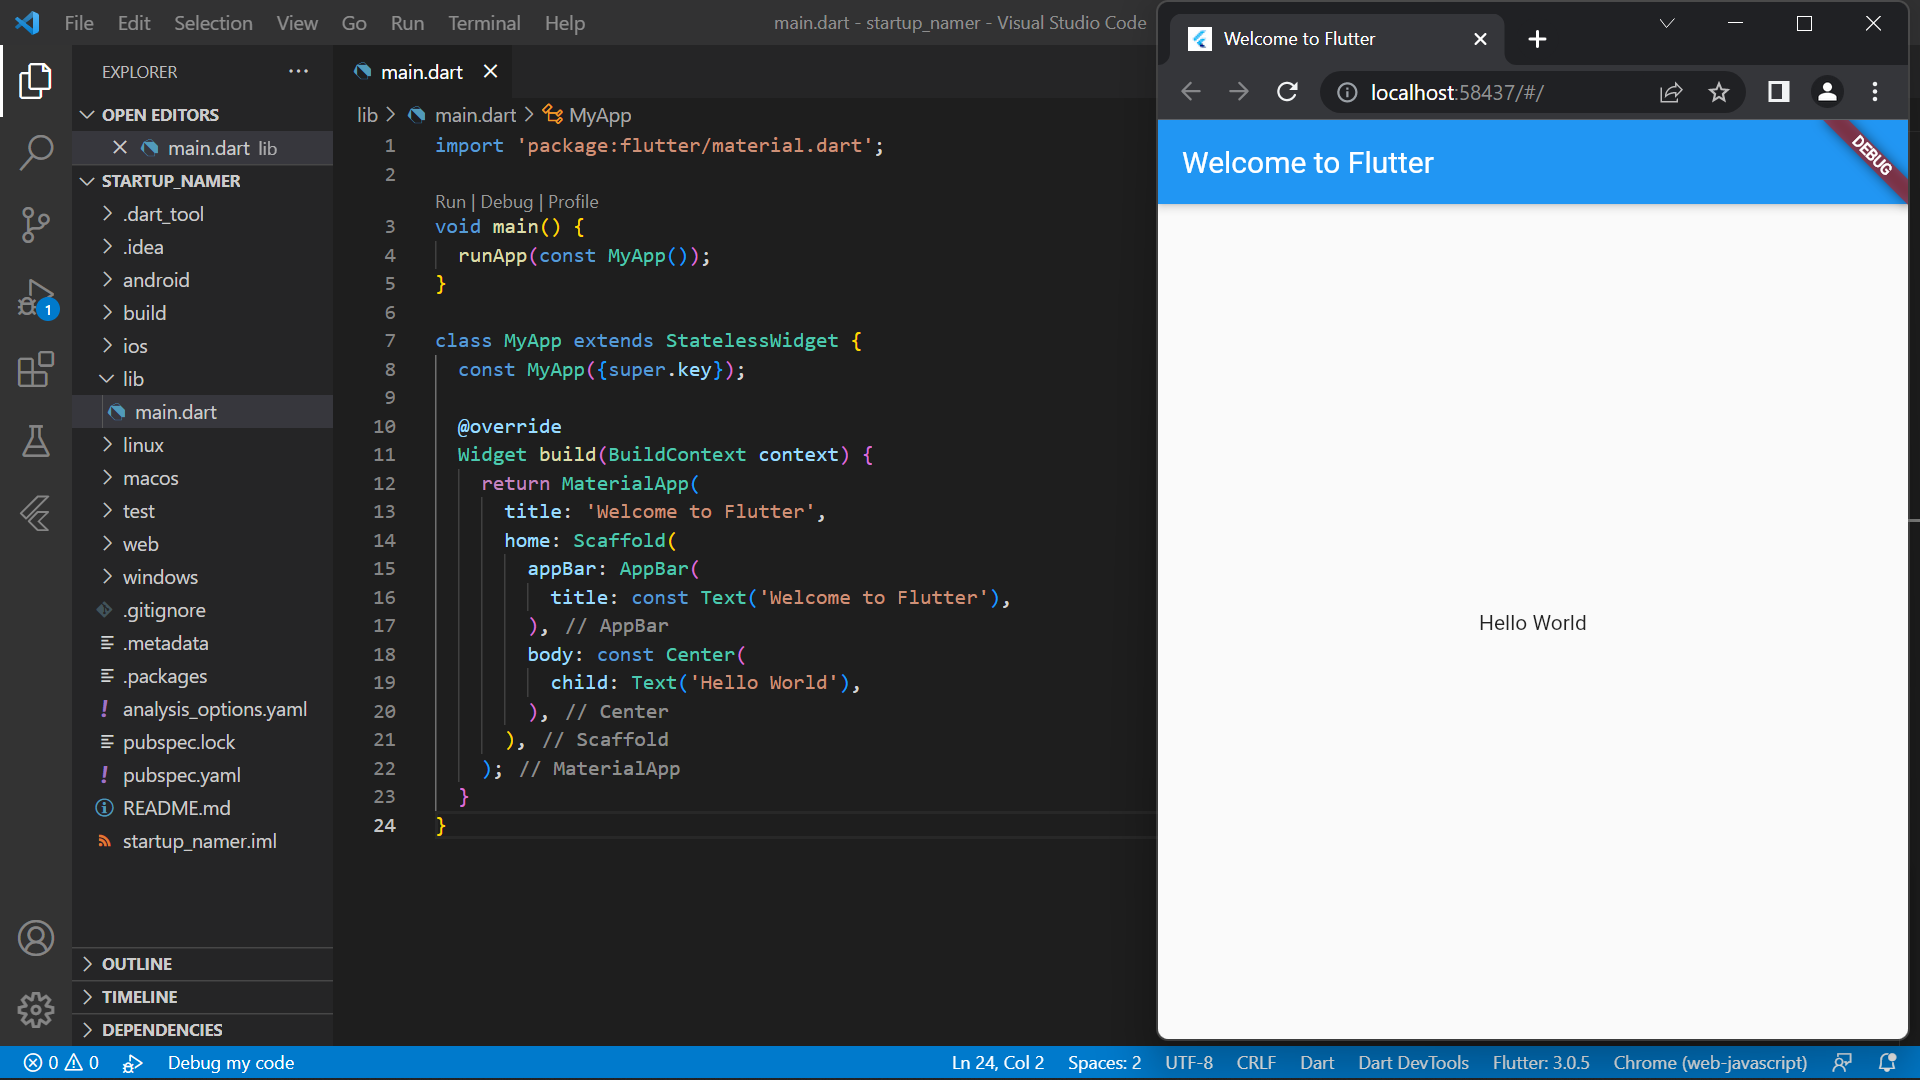 File Edit Selection View Go Run Terminal Help
main.dart - startup_namer - Visual Studio Code
EXPLORER
OPEN EDITORS
main.dart lib
STARTUP_NAMER
.dart_tool
.idea
android
build
ios
lib
main.dart
linux
macos
test
web
windows
.gitignore
.metadata
.packages
analysis_options.yaml
pubspec.lock
pubspec.yaml
README.md
startup_namer.iml
OUTLINE
TIMELINE
DEPENDENCIES
1
main.dart
lib > main.dart > MyApp
1 import 'package:flutter/material.dart';
2
Run | Debug | Profile
3 void main() {
4   runApp(const MyApp());
5 }
6
7 class MyApp extends StatelessWidget {
8   const MyApp({super.key});
9
10   @override
11   Widget build(BuildContext context) {
12     return MaterialApp(
13       title: 'Welcome to Flutter',
14       home: Scaffold(
15         appBar: AppBar(
16           title: const Text('Welcome to Flutter'),
17         ), // AppBar
18         body: const Center(
19           child: Text('Hello World'),
20         ), // Center
21       ), // Scaffold
22     ); // MaterialApp
23   }
24 }
Welcome to Flutter
localhost:58437/#/
Welcome to Flutter
DEBUG
Hello World
0 0 Debug my code
Ln 24, Col 2 Spaces: 2 UTF-8 CRLF Dart Dart DevTools Flutter: 3.0.5 Chrome (web-javascript)